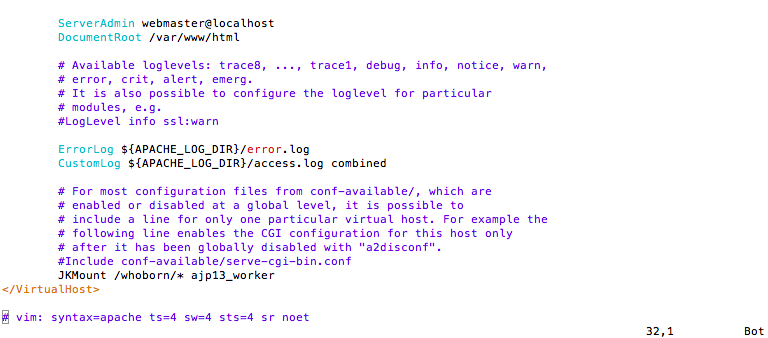 ServerAdmin webmaster@localhost
DocumentRoot /var/www/html
# Available loglevels: trace8, ..., trace1, debug, info, notice, warn,
# error, crit, alert, emerg.
# It is also possible to configure the loglevel for particular
# modules, e.g.
#LogLevel info ssl:warn
ErrorLog ${APACHE_LOG_DIR}/error.log
CustomLog ${APACHE_LOG_DIR}/access.log combined
# For most configuration files from conf-available/, which are
# enabled or disabled at a global level, it is possible to
# include a line for only one particular virtual host. For example the
# following line enables the CGI configuration for this host only
# after it has been globally disabled with "a2disconf".
#Include conf-available/serve-cgi-bin.conf
JKMount /whoborn/* ajp13_worker
</VirtualHost>
# vim: syntax=apache ts=4 sw=4 sts=4 sr noet
32,1 Bot